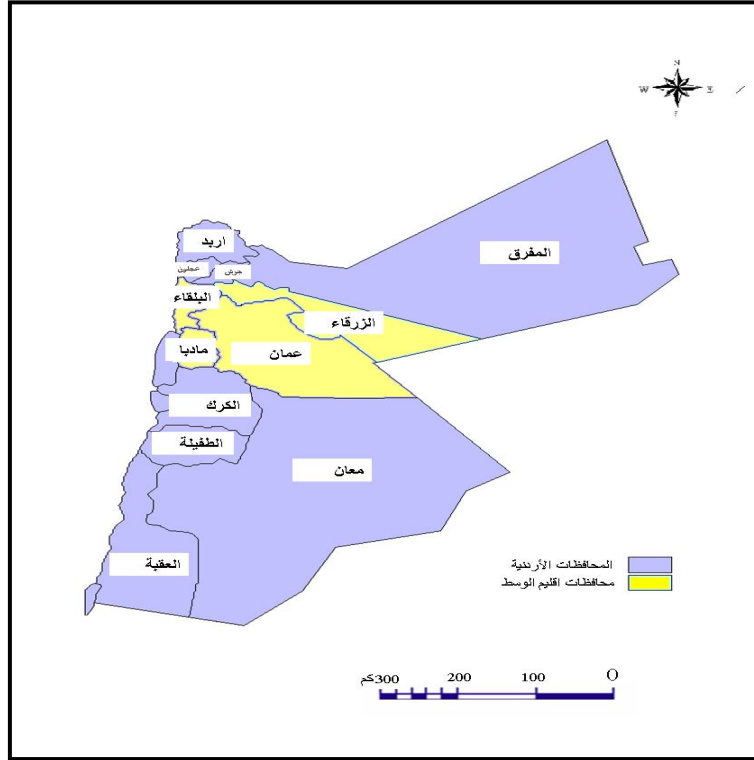 N
W E
F
المفرق
اربد
عجلون
جرش
البلقاء
الزرقاء
مادبا
عمان
الكرك
الطفيلة
معان
العقبة
المحافظات الأردنية
محافظات اقليم الوسط
كم300 200 100 0